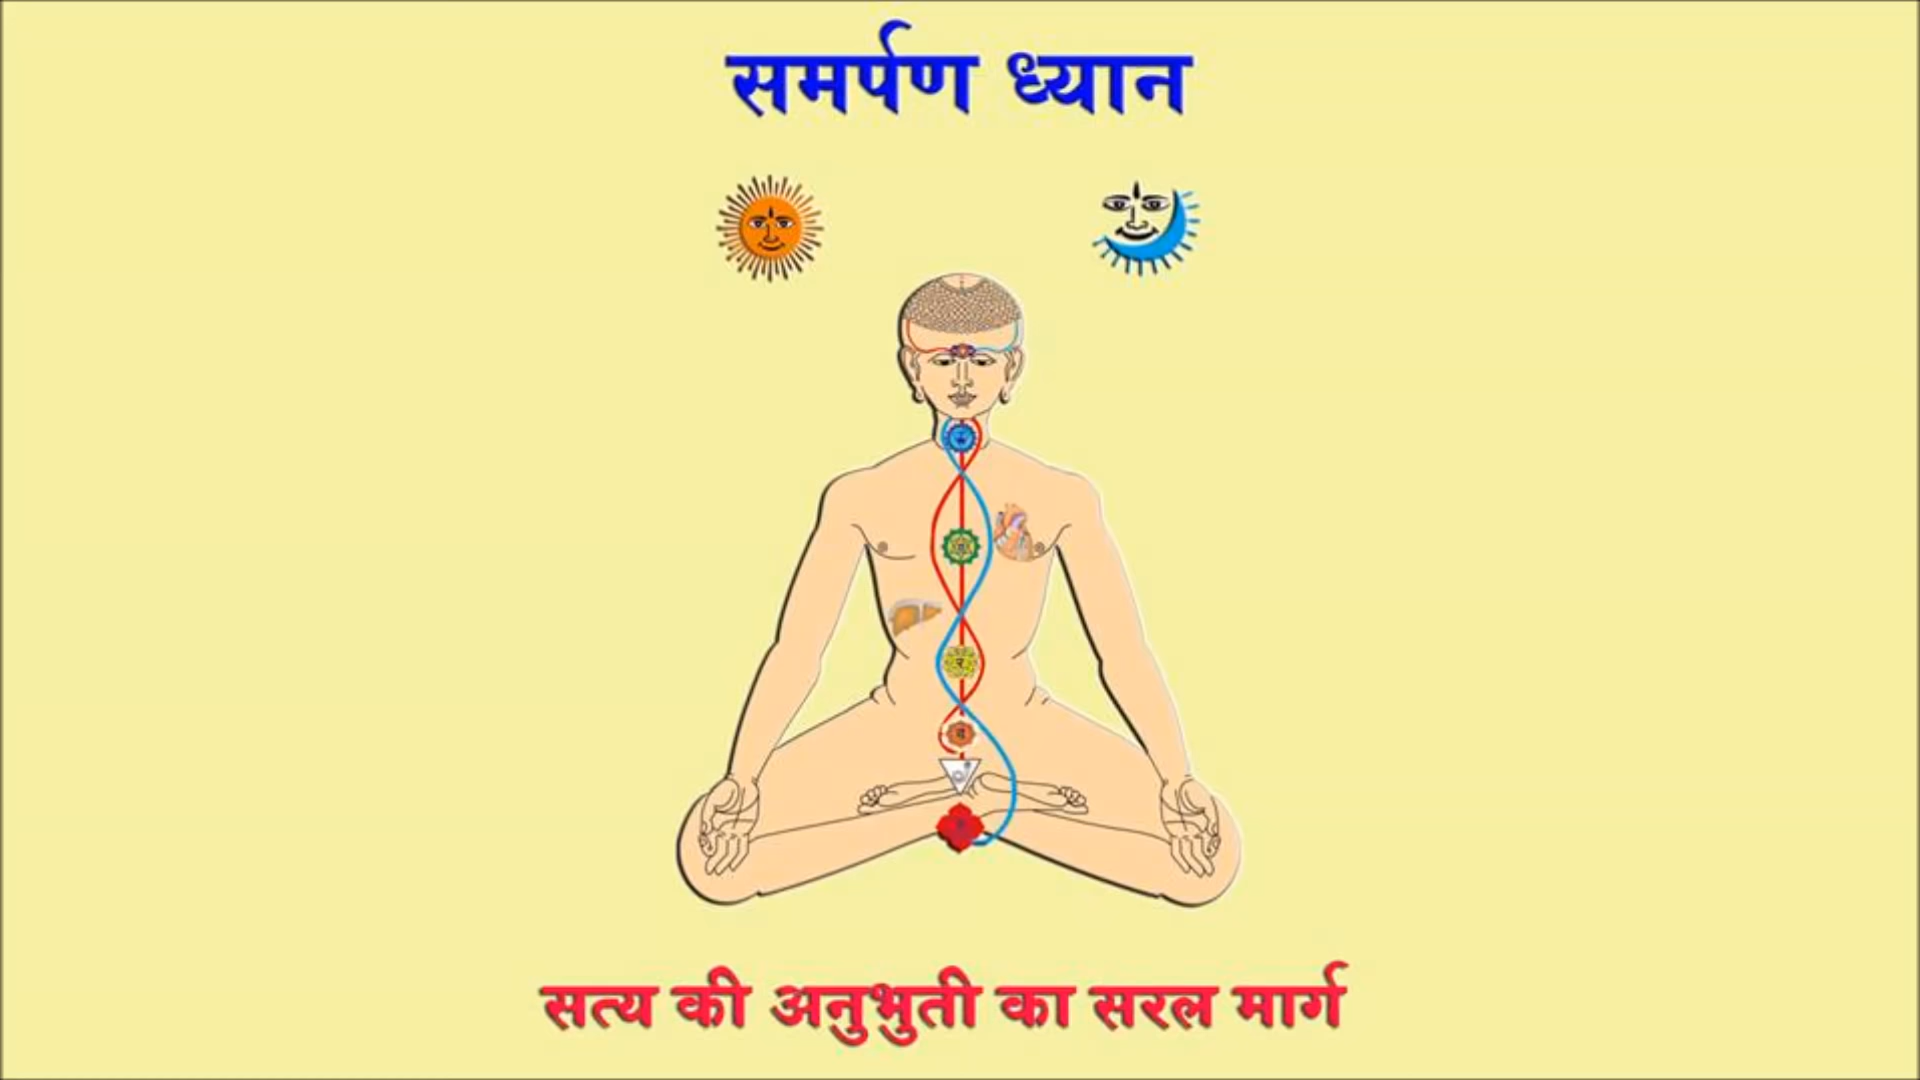 समर्पण ध्यान
र
सत्य की अनुभुती का सरल मार्ग